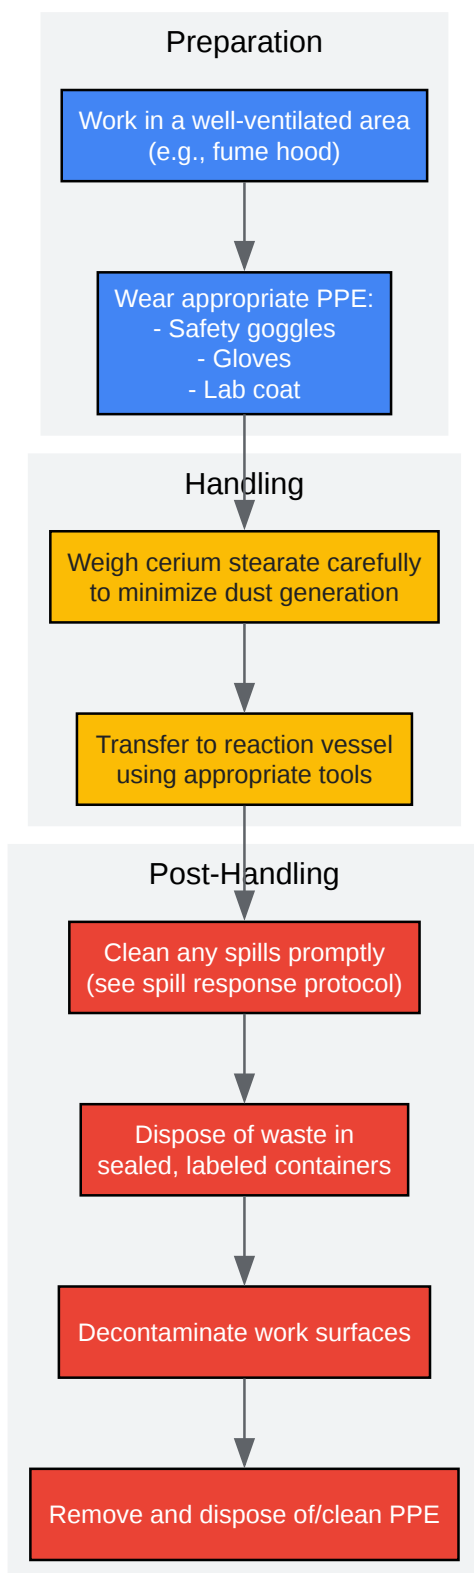 Preparation
Work in a well-ventilated area
(e.g., fume hood)
Wear appropriate PPE:
- Safety goggles
- Gloves
- Lab coat
Handling
Weigh cerium stearate carefully
to minimize dust generation
Transfer to reaction vessel
using appropriate tools
Post-Handling
Clean any spills promptly
(see spill response protocol)
Dispose of waste in
sealed, labeled containers
Decontaminate work surfaces
Remove and dispose of/clean PPE